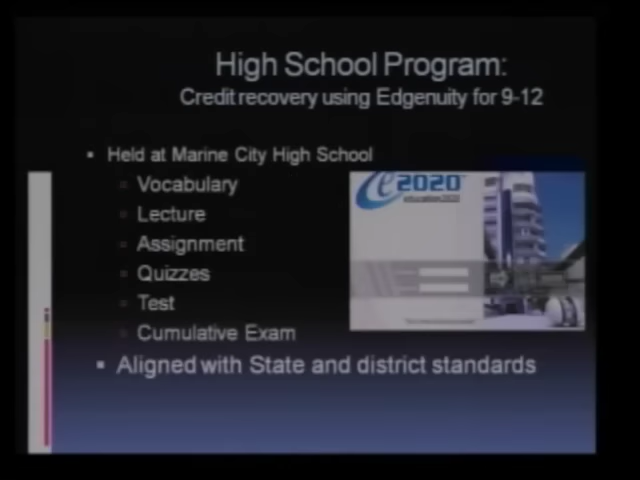 High School Program:
Credit recovery using Edgenuity for 9-12
Held at Marine City High School
Vocabulary
Lecture
Assignment
Quizzes
Test
Cumulative Exam
Aligned with State and district standards
e2020
education2020